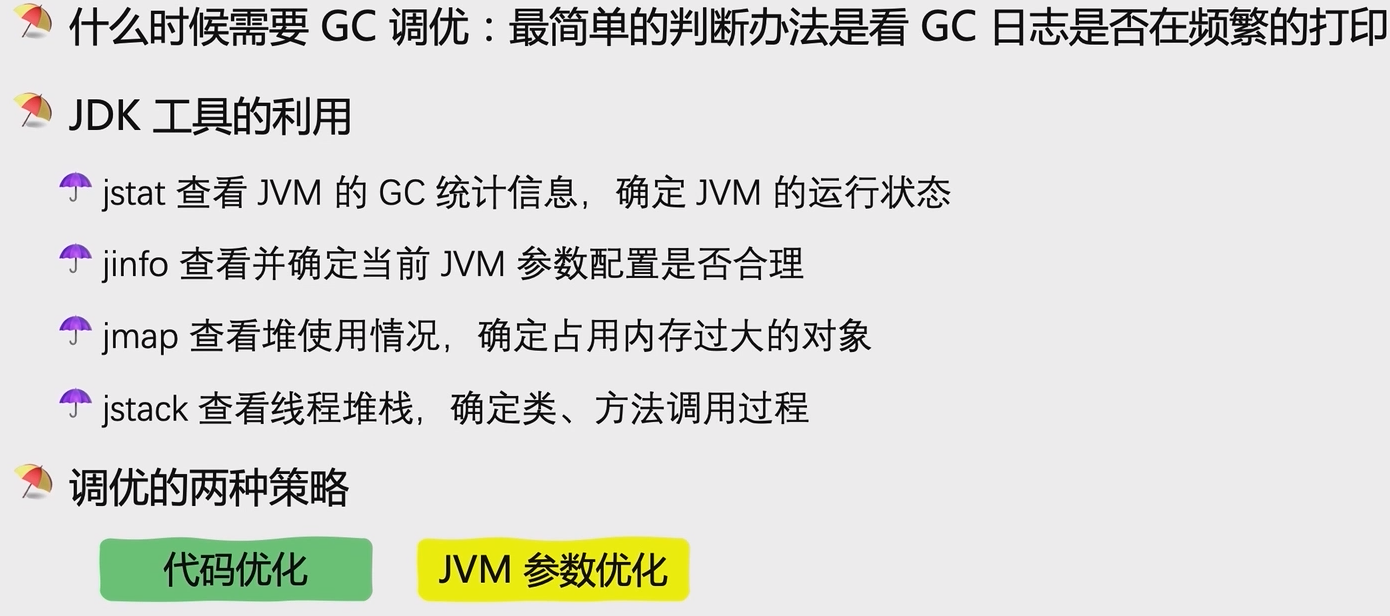 什么时候需要 GC 调优：最简单的判断办法是看 GC 日志是否在频繁的打印
JDK 工具的利用
jstat 查看 JVM 的 GC 统计信息，确定 JVM 的运行状态
jinfo 查看并确定当前 JVM 参数配置是否合理
jmap 查看堆使用情况，确定占用内存过大的对象
jstack 查看线程堆栈，确定类、方法调用过程
调优的两种策略
代码优化 JVM 参数优化